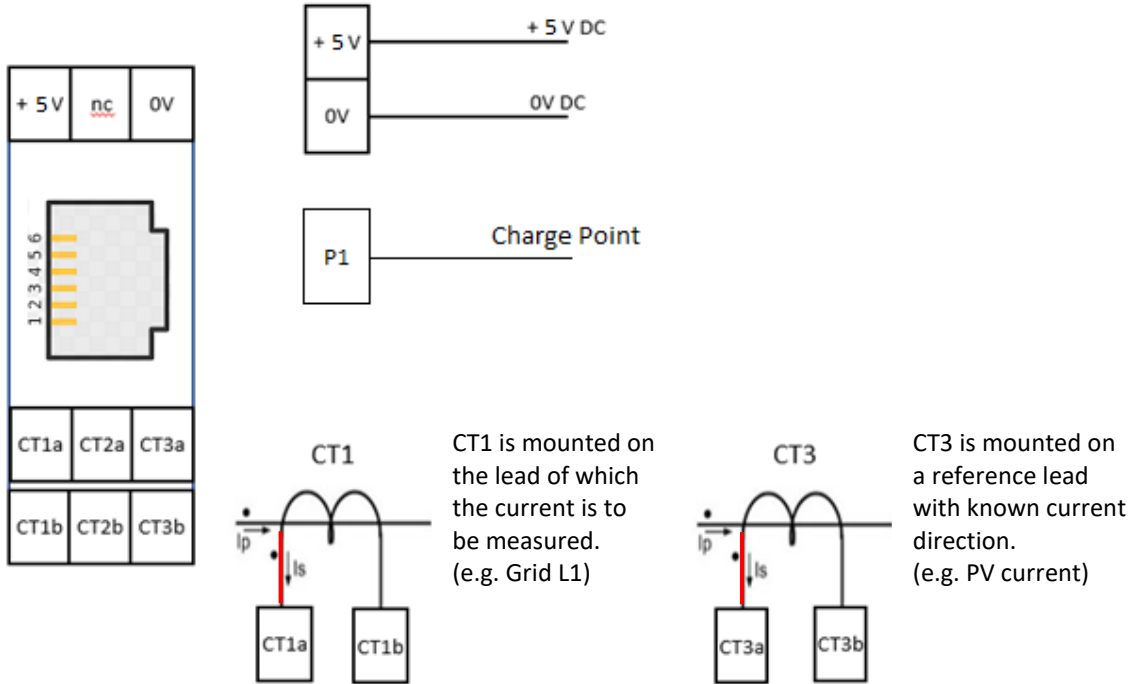 + 5 V nc 0V
6
5
4
3
2
1
CT1a CT2a CT3a
CT1b CT2b CT3b
+ 5 V
+ 5 V DC
0V
0V DC
P1
Charge Point
CT1
Ip
Is
CT1a
CT1b
CT1 is mounted on
the lead of which
the current is to
be measured.
(e.g. Grid L1)
CT3
Ip
Is
CT3a
CT3b
CT3 is mounted on
a reference lead
with known current
direction.
(e.g. PV current)